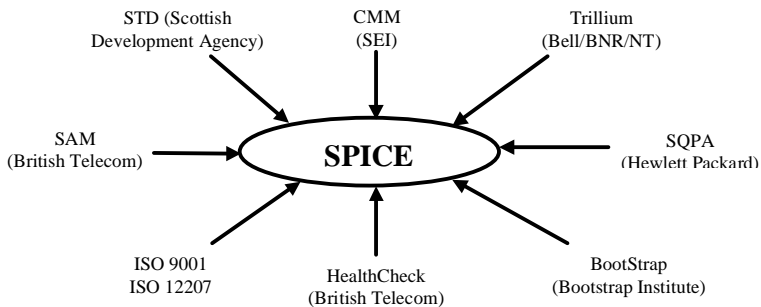 STD (Scottish
Development Agency)
CMM
(SEI)
Trillium
(Bell/BNR/NT)
SAM
(British Telecom)
SPICE
SQPA
(Hewlett Packard)
ISO 9001
ISO 12207
HealthCheck
(British Telecom)
BootStrap
(Bootstrap Institute)